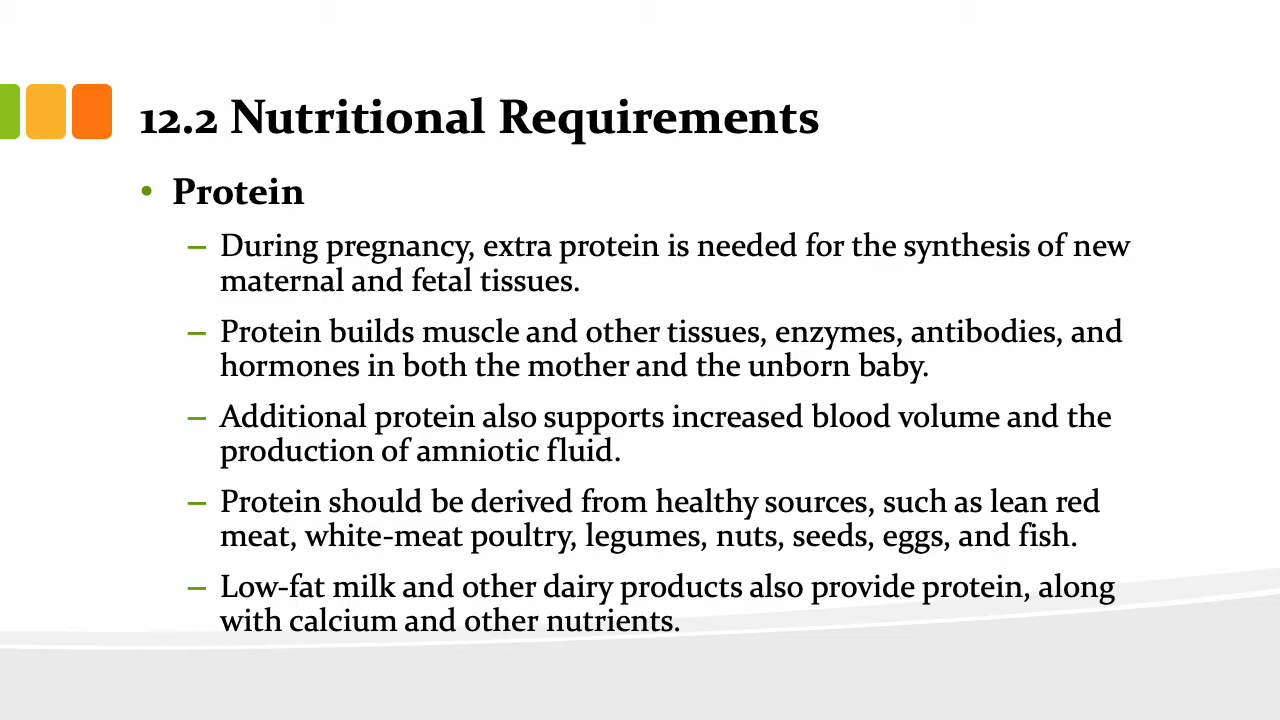 12.2 Nutritional Requirements
• Protein
– During pregnancy, extra protein is needed for the synthesis of new
maternal and fetal tissues.
– Protein builds muscle and other tissues, enzymes, antibodies, and
hormones in both the mother and the unborn baby.
– Additional protein also supports increased blood volume and the
production of amniotic fluid.
– Protein should be derived from healthy sources, such as lean red
meat, white-meat poultry, legumes, nuts, seeds, eggs, and fish.
– Low-fat milk and other dairy products also provide protein, along
with calcium and other nutrients.